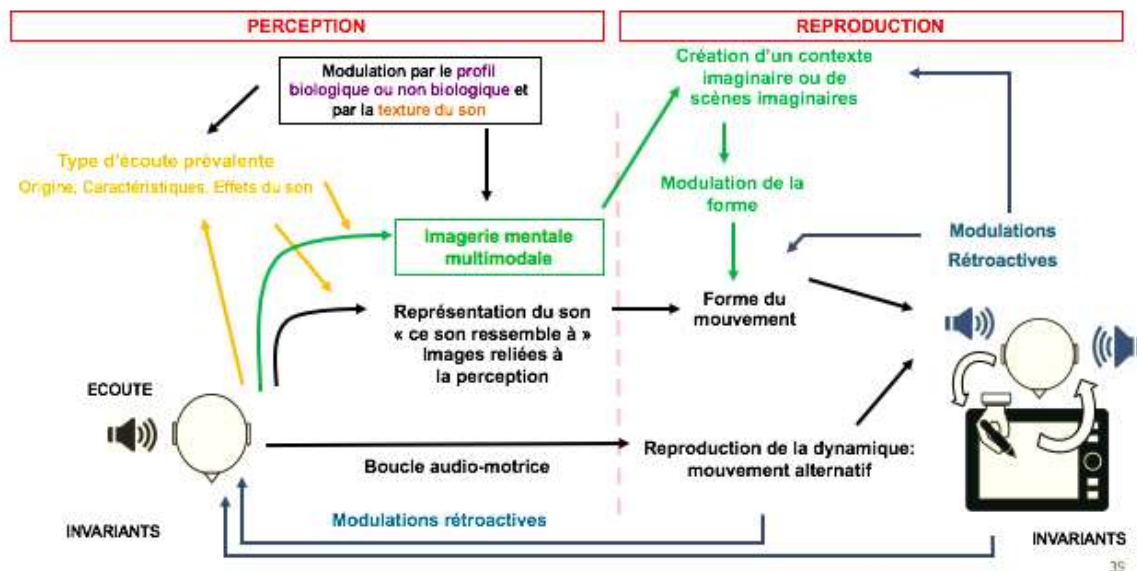 PERCEPTION
REPRODUCTION
Modulation par le profil
biologique ou non biologique et
par la texture du son
Création d'un contexte
imaginaire ou de
scènes imaginaires
Type d'écoute prévalente
Origine, Caractéristiques, Effets du son
Modulation de la
forme
Imagerie mentale
multimodale
Modulations
Rétroactives
Représentation du son
« ce son ressemble à »
Images reliées à
la perception
Forme du
mouvement
ECOUTE
Boucle audio-motrice
Reproduction de la dynamique:
mouvement alternatif
INVARIANTS
Modulations rétroactives
INVARIANTS
39